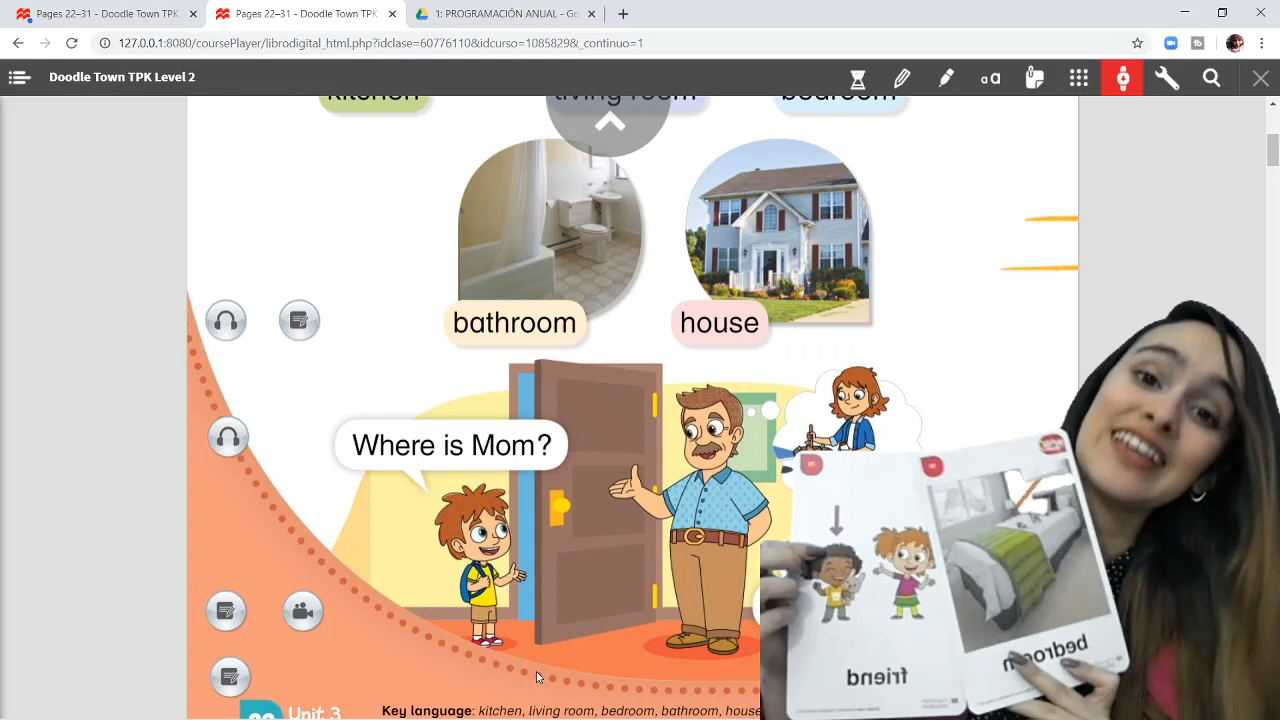 Pages 22–31 - Doodle Town TPK
Pages 22–31 - Doodle Town TPK
1: PROGRAMACIÓN ANUAL - Go
127.0.0.1:8080/coursePlayer/librodigital_html.php?idclase=60776110&idcurso=1085829&_continuo=1
Doodle Town TPK Level 2
aa
kitchen
living room
bedroom
bathroom
house
Where is Mom?
friend
bedroom
Unit 3
Key language: kitchen, living room, bedroom, bathroom, house